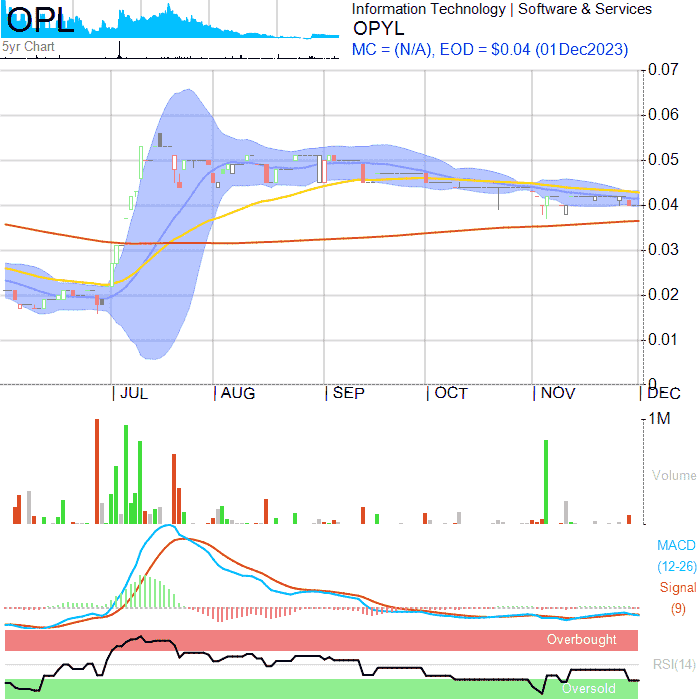 OPL
Information Technology | Software & Services
OPYL
5yr Chart
MC = (N/A), EOD = $0.04 (01Dec2023)
0.07
0.06
0.05
0.04
0.03
0.02
0.01
0
JUL AUG SEP OCT NOV DEC
1M
Volume
MACD
(12-26)
Signal
(9)
Overbought
RSI(14)
Oversold